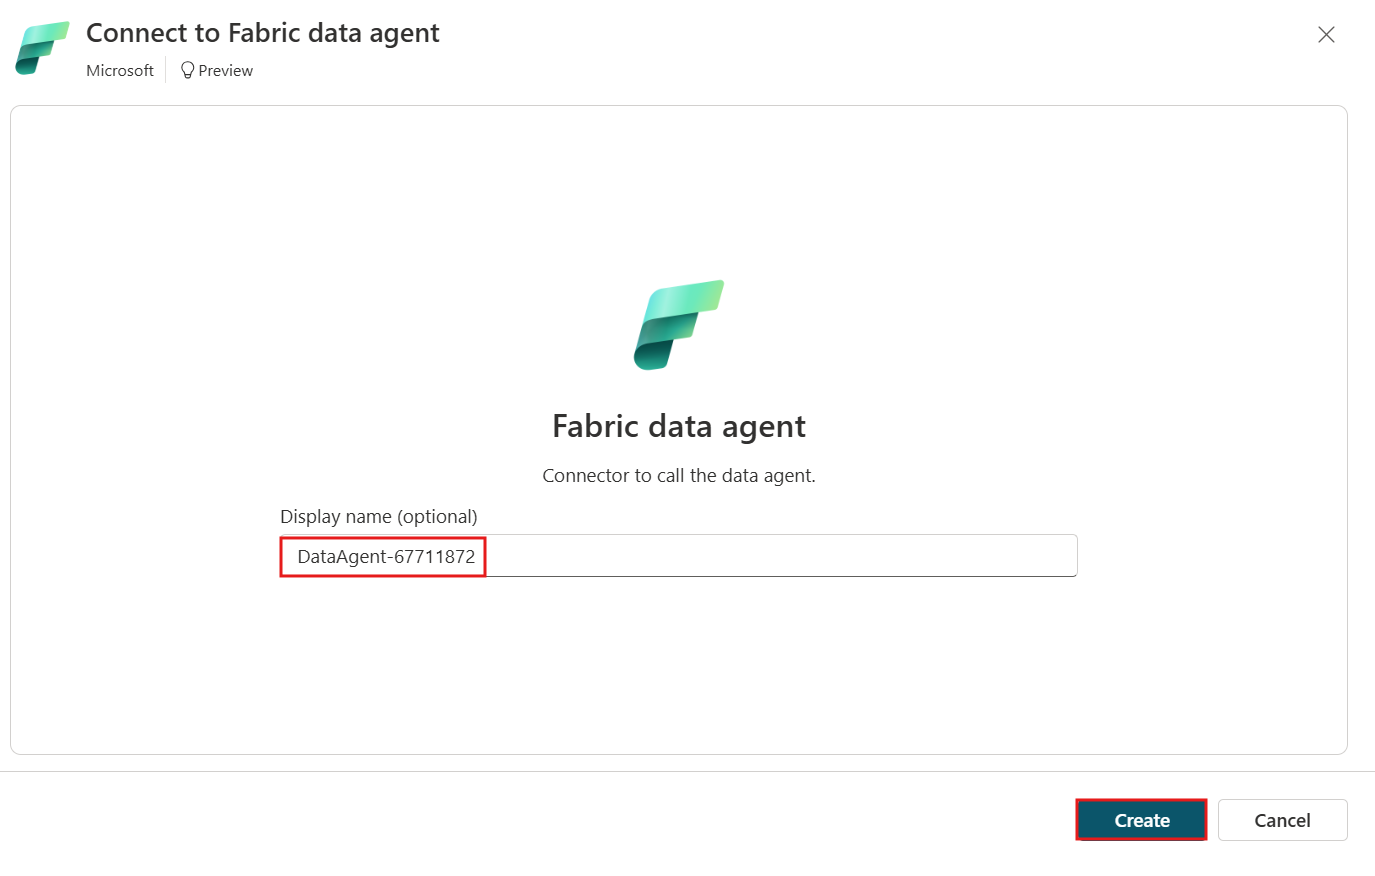 Connect to Fabric data agent
Microsoft Preview
Fabric data agent
Connector to call the data agent.
Display name (optional)
DataAgent-67711872
Create Cancel